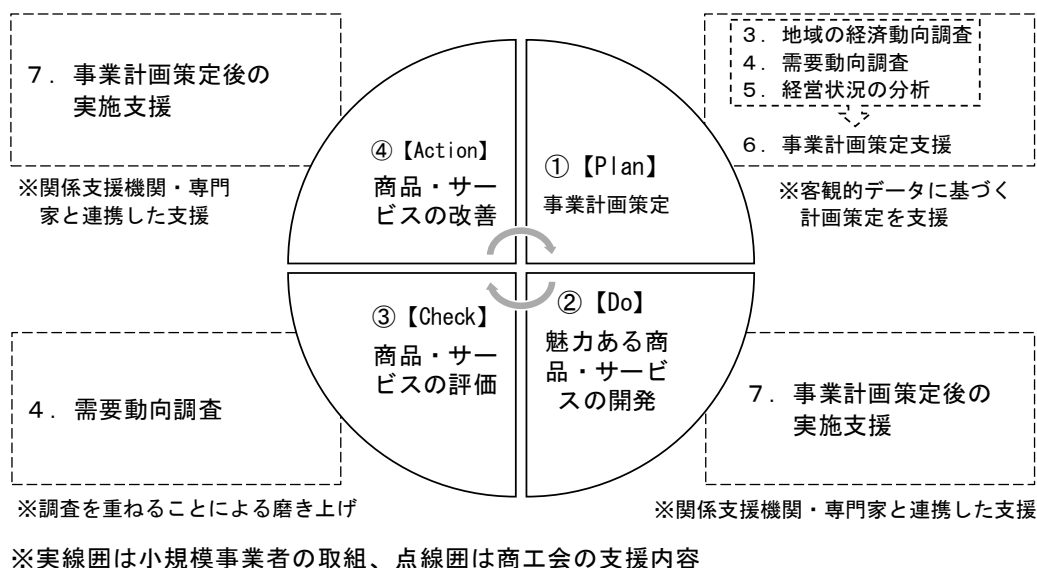 7．事業計画策定後の
実施支援
※関係支援機関・専門
家と連携した支援
④【Action】
商品・サー
ビスの改善
①【Plan】
事業計画策定
3．地域の経済動向調査
4．需要動向調査
5．経営状況の分析
6．事業計画策定支援
※客観的データに基づく
計画策定を支援
4．需要動向調査
※調査を重ねることによる磨き上げ
③【Check】
商品・サー
ビスの評価
②【Do】
魅力ある商
品・サービ
スの開発
7．事業計画策定後の
実施支援
※関係支援機関・専門家と連携した支援
※実線囲は小規模事業者の取組、点線囲は商工会の支援内容